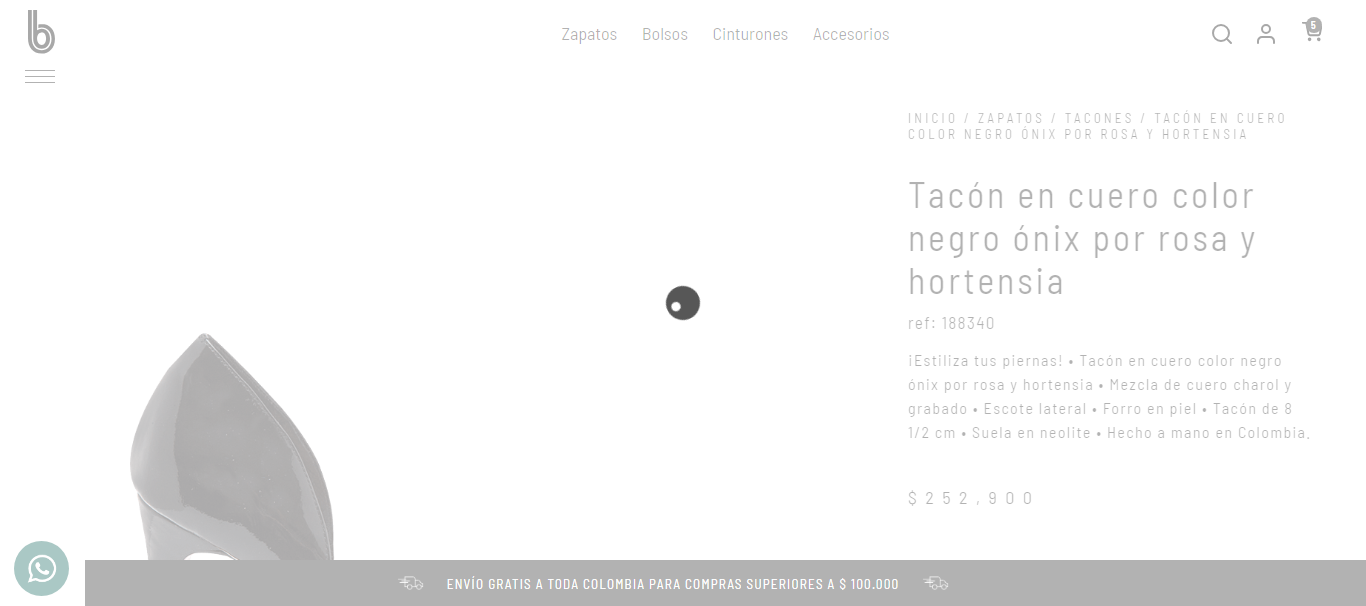 b
Zapatos Bolsos Cinturones Accesorios
5
INICIO / ZAPATOS / TACONES / TACÓN EN CUERO
COLOR NEGRO ÓNIX POR ROSA Y HORTENSIA
Tacón en cuero color
negro ónix por rosa y
hortensia
ref: 188340
¡Estiliza tus piernas! • Tacón en cuero color negro
ónix por rosa y hortensia • Mezcla de cuero charol y
grabado • Escote lateral • Forro en piel • Tacón de 8
1/2 cm • Suela en neolite • Hecho a mano en Colombia.
$252,900
ENVÍO GRATIS A TODA COLOMBIA PARA COMPRAS SUPERIORES A $ 100.000